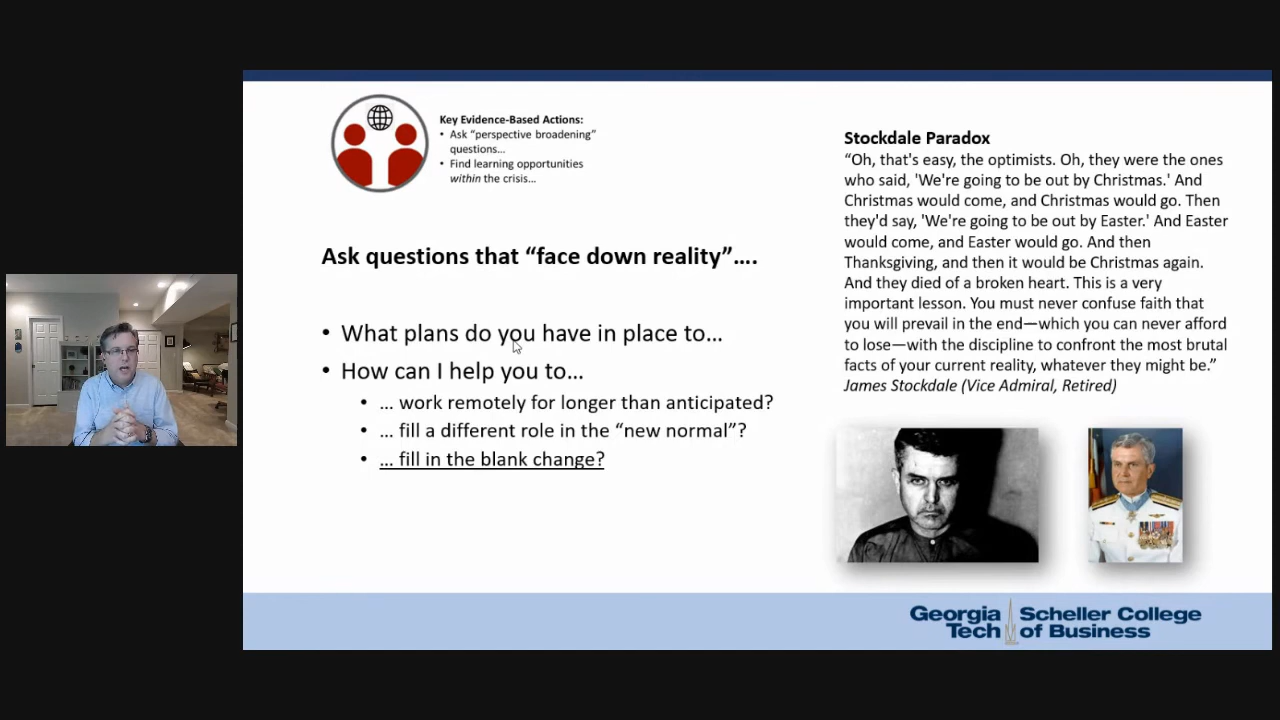 Key Evidence-Based Actions:
• Ask “perspective broadening”
questions…
• Find learning opportunities
within the crisis…
Ask questions that “face down reality”….
• What plans do you have in place to…
• How can I help you to…
• … work remotely for longer than anticipated?
• … fill a different role in the “new normal”?
• … fill in the blank change?
Stockdale Paradox
“Oh, that's easy, the optimists. Oh, they were the ones
who said, 'We're going to be out by Christmas.' And
Christmas would come, and Christmas would go. Then
they'd say, 'We're going to be out by Easter.' And Easter
would come, and Easter would go. And then
Thanksgiving, and then it would be Christmas again.
And they died of a broken heart. This is a very
important lesson. You must never confuse faith that
you will prevail in the end—which you can never afford
to lose—with the discipline to confront the most brutal
facts of your current reality, whatever they might be.”
James Stockdale (Vice Admiral, Retired)
Georgia Tech
Scheller College
of Business